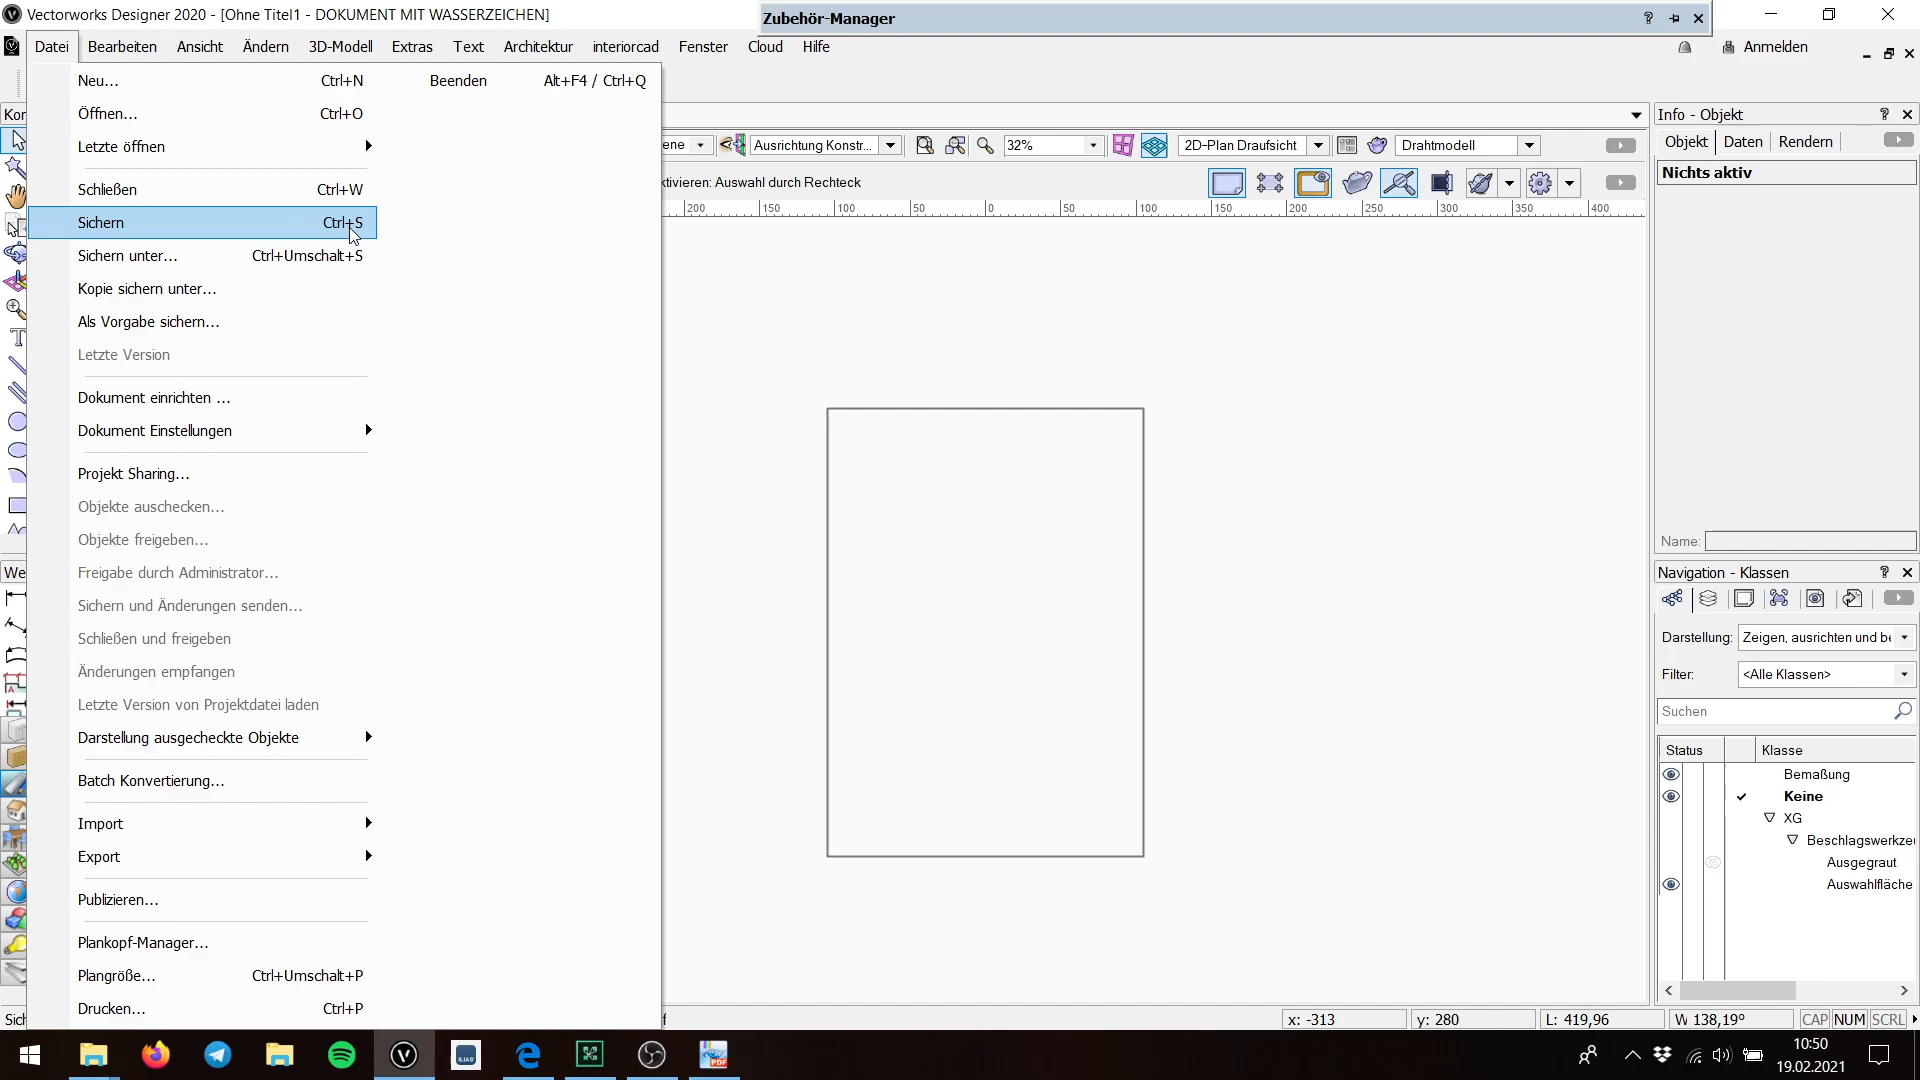 Vectorworks Designer 2020 - [Ohne Titel1 - DOKUMENT MIT WASSERZEICHEN]
Zubehör-Manager
Datei Bearbeiten Ansicht Ändern 3D-Modell Extras Text Architektur interiorcad Fenster Cloud Hilfe
Anmelden
Neu... Ctrl+N
Beenden Alt+F4 / Ctrl+Q
Öffnen... Ctrl+O
Letzte öffnen
Schließen Ctrl+W
Sichern Ctrl+S
Sichern unter... Ctrl+Umschalt+S
Kopie sichern unter...
Als Vorgabe sichern...
Letzte Version
Dokument einrichten ...
Dokument Einstellungen
Projekt Sharing...
Objekte auschecken...
Objekte freigeben...
Freigabe durch Administrator...
Sichern und Änderungen senden...
Schließen und freigeben
Änderungen empfangen
Letzte Version von Projektdatei laden
Darstellung ausgecheckte Objekte
Batch Konvertierung...
Import
Export
Publizieren...
Plankopf-Manager...
Plangröße... Ctrl+Umschalt+P
Drucken... Ctrl+P
Kon
We
Sich
ene
Ausrichtung Konstr...
32%
2D-Plan Draufsicht
Drahtmodell
ktivieren: Auswahl durch Rechteck
200 150 100 50 0 50 100 150 200 250 300 350 400
Info - Objekt
Objekt Daten Rendern
Nichts aktiv
Name:
Navigation - Klassen
Darstellung: Zeigen, ausrichten und be
Filter: <Alle Klassen>
Suchen
Status Klasse
Bemaßung
Keine
XG
Beschlagswerkzeu
Ausgegraut
Auswahlfläche
x: -313 y: 280 L: 419,96 W 138,19° CAP NUM SCRL
ILIAS
PDF
10:50
19.02.2021